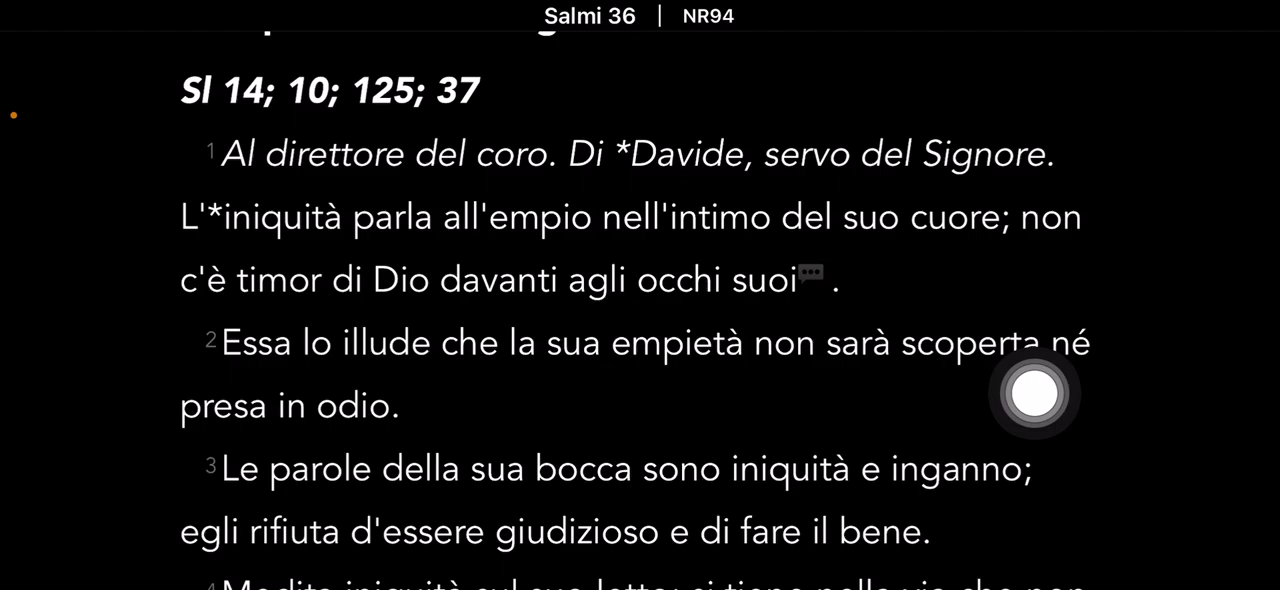 Salmi 36 | NR94
Sl 14; 10; 125; 37
1 Al direttore del coro. Di *Davide, servo del Signore.
L'*iniquità parla all'empio nell'intimo del suo cuore; non
c'è timor di Dio davanti agli occhi suoi .
2 Essa lo illude che la sua empietà non sarà scoperta né
presa in odio.
3 Le parole della sua bocca sono iniquità e inganno;
egli rifiuta d'essere giudizioso e di fare il bene.